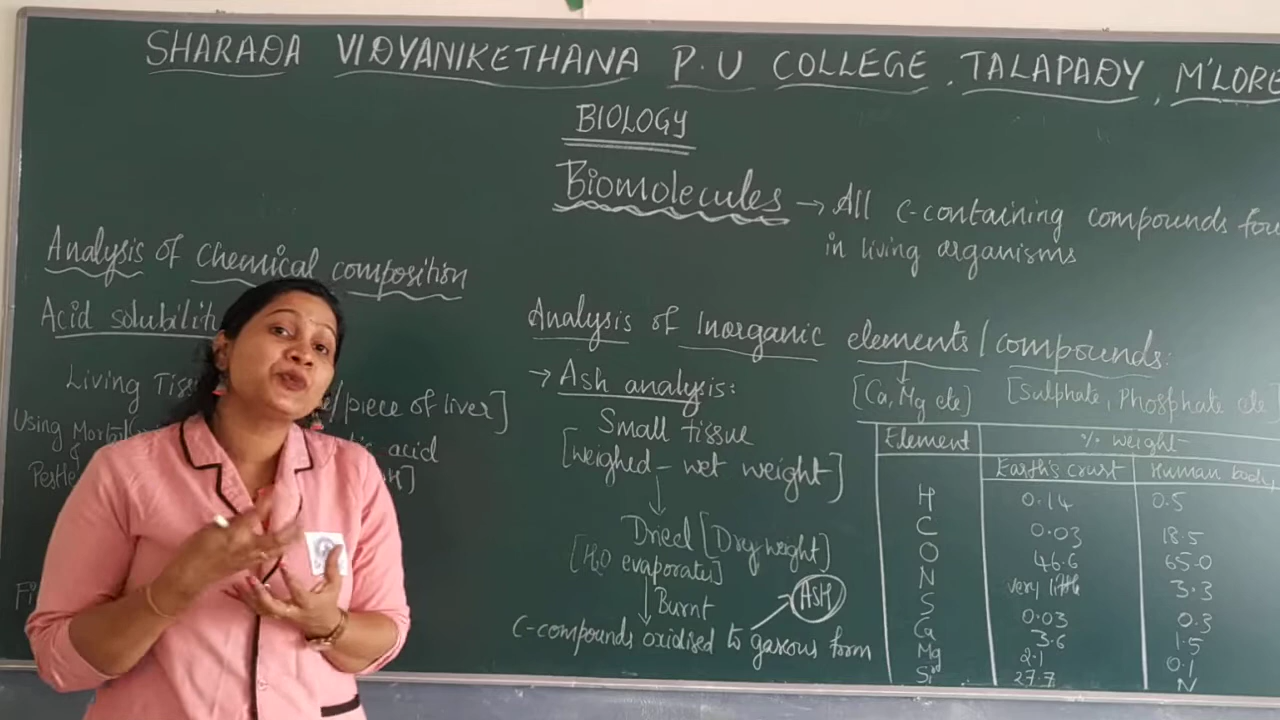 SHARADA VIDYANIKETHANA P.U COLLEGE, TALAPADY, M'LORE
BIOLOGY
Biomolecules → All C-containing compounds fou
in living organisms
Analysis of Chemical composition
Acid solubilit
Living Tiss
/piece of liver]
Using Mortar
&
Pestle
acid
Analysis of Inorganic elements / compounds:
[Ca, Mg etc] [Sulphate, Phosphate etc]
→ Ash analysis:
Small tissue
[weighed - wet weight]
↓
Dried [Dry weight]
[H2O evaporates]
↓ Burnt
C-compounds oxidised to gaseous form
→ ASH
Element % weight
Earth's crust Human body
H 0.14 0.5
C 0.03 18.5
O 46.6 65.0
N very little 3.3
S 0.03 0.3
Ca 3.6 1.5
Mg 2.1 0.1
Si 27.7 N